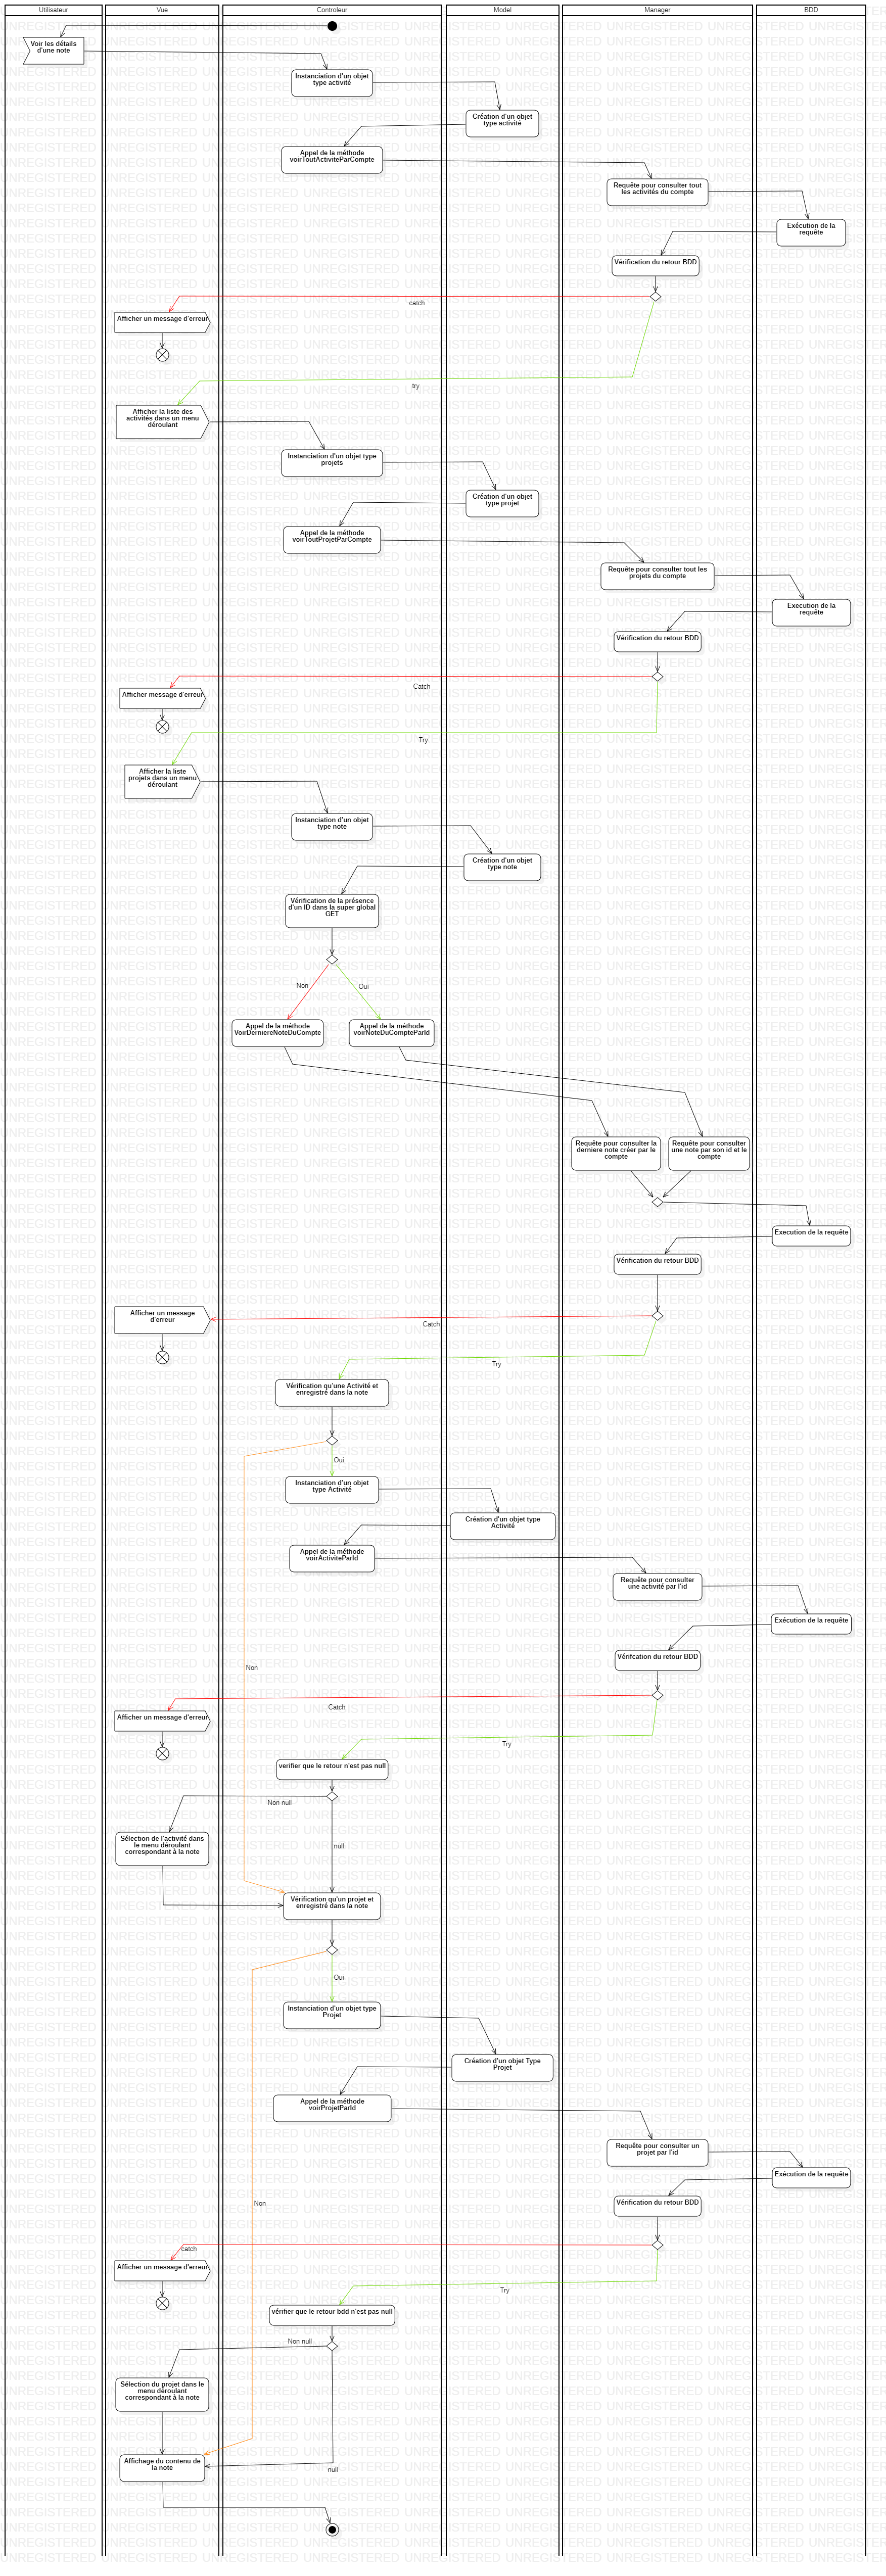 Utilisateur
Vue
Controleur
Model
Manager
BDD
Voir les détails
d'une note
Instanciation d'un objet
type activité
Création d'un objet
type activité
Appel de la méthode
voirToutActiviteParCompte
Requête pour consulter tout
les activités du compte
Exécution de la
requête
Vérification du retour BDD
catch
Afficher un message d'erreur
try
Afficher la liste des
activités dans un menu
déroulant
Instanciation d'un objet type
projets
Création d'un objet
type projet
Appel de la méthode
voirToutProjetParCompte
Requête pour consulter tout les
projets du compte
Execution de la
requête
Vérification du retour BDD
Catch
Afficher message d'erreur
Try
Afficher la liste
projets dans un menu
déroulant
Instanciation d'un objet
type note
Création d'un objet
type note
Vérification de la présence
d'un ID dans la super global
GET
Non
Oui
Appel de la méthode
VoirDerniereNoteDuCompte
Appel de la méthode
voirNoteDuCompteParId
Requête pour consulter la
derniere note créer par le
compte
Requête pour consulter
une note par son id et le
compte
Execution de la requête
Vérification du retour BDD
Afficher un message
d'erreur
Catch
Try
Vérification qu'une Activité et
enregistré dans la note
Oui
Instanciation d'un objet
type Activité
Création d'un objet type
Activité
Appel de la méthode
voirActiviteParId
Requête pour consulter
une activité par l'id
Exécution de la requête
Vérifcation du retour BDD
Non
Catch
Afficher un message d'erreur
Try
verifier que le retour n'est pas null
Non null
Sélection de l'activité dans
le menu déroulant
correspondant à la note
null
Vérification qu'un projet et
enregistré dans la note
Oui
Instanciation d'un objet type
Projet
Création d'un objet Type
Projet
Appel de la méthode
voirProjetParId
Requête pour consulter un
projet par l'id
Exécution de la requête
Vérification du retour BDD
Non
catch
Afficher un message d'erreur
Try
vérifier que le retour bdd n'est pas null
Non null
Sélection du projet dans le
menu déroulant
correspondant à la note
Affichage du contenu de
la note
null